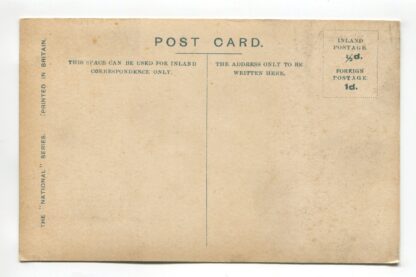 POST CARD.
THIS SPACE CAN BE USED FOR INLAND
CORRESPONDENCE ONLY.
THE ADDRESS ONLY TO BE
WRITTEN HERE.
INLAND
POSTAGE
½d.
FOREIGN
POSTAGE
1d.
THE "NATIONAL" SERIES. PRINTED IN BRITAIN.